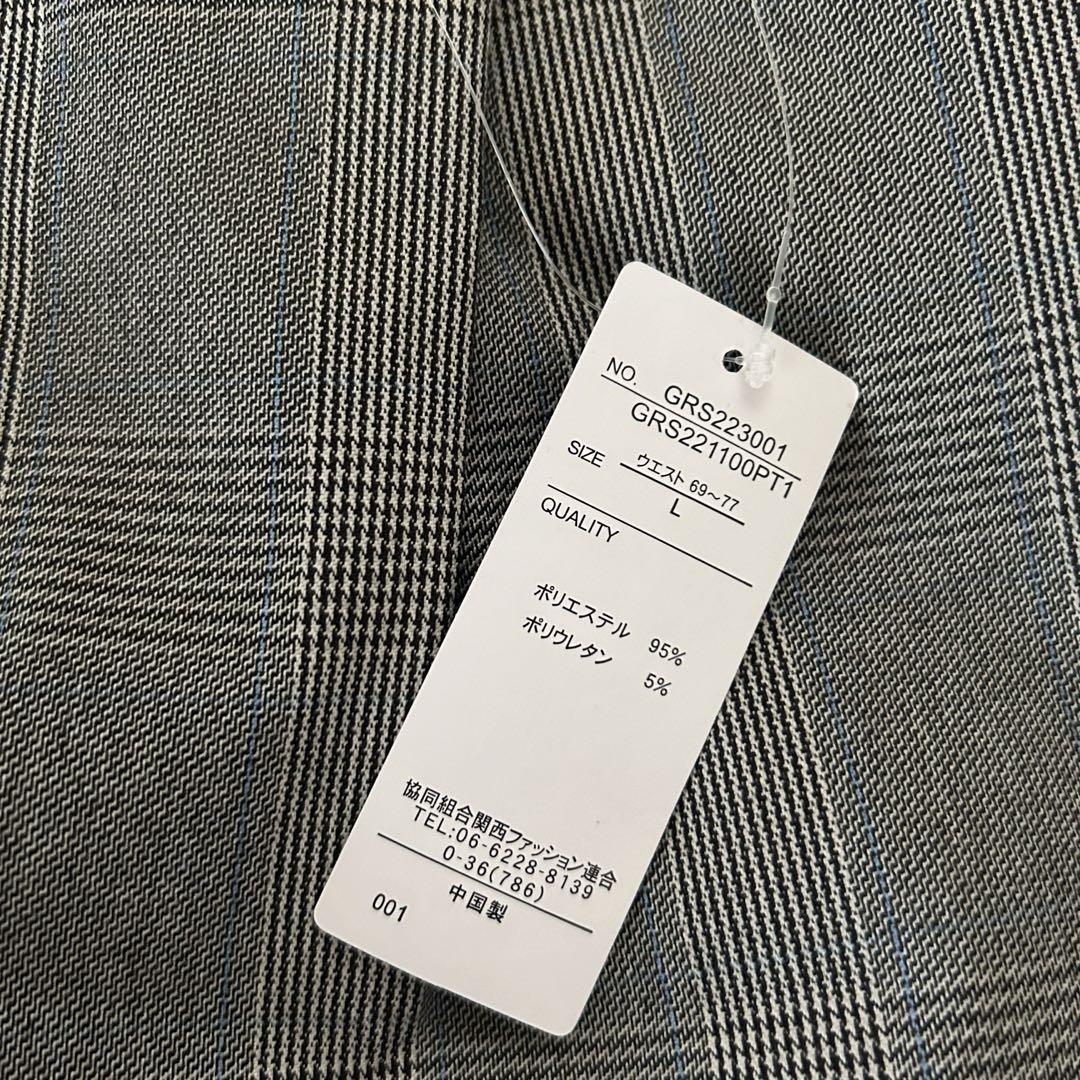 NO. GRS223001
GRS221100PT1
SIZE ウエスト 69～77
L
QUALITY
ポリエステル 95%
ポリウレタン 5%
協同組合関西ファッション連合
TEL:06-6228-8139
0-36(786)
中国製
001